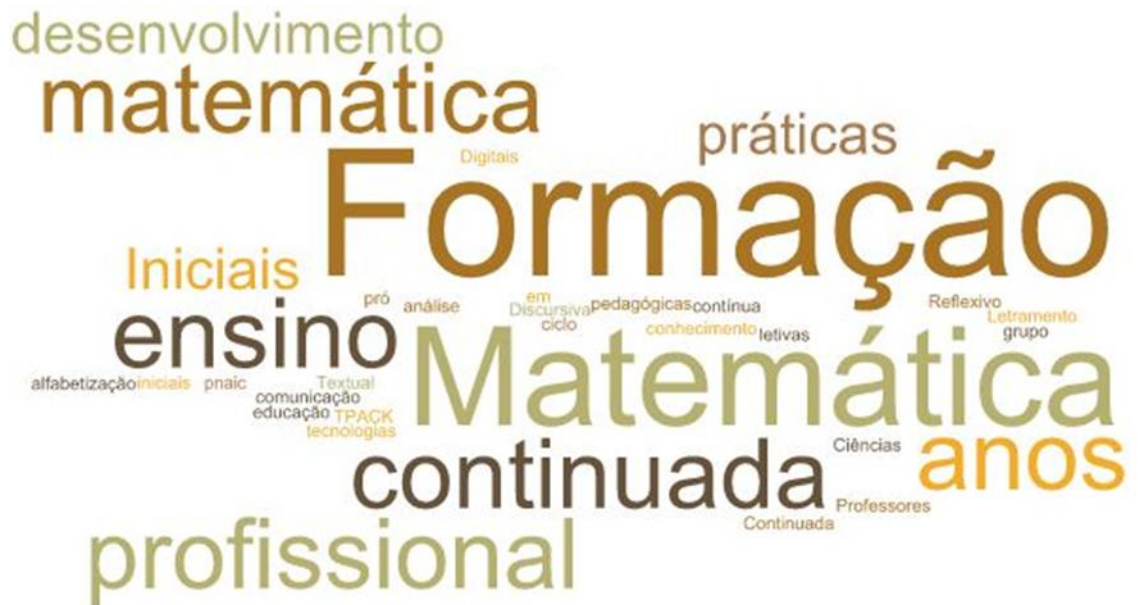 desenvolvimento
matemática
práticas
Digitais
Formação
Iniciais
pró
análise
em
Discursiva
pedagógicas
contínua
Reflexivo
ensino
ciclo
conhecimento
letivas
Letramento
grupo
Matemática
alfabetização
iniciais
pnaic
Textual
comunicação
educação
TPACK
tecnologias
continuada
Ciências
anos
Professores
Continuada
profissional